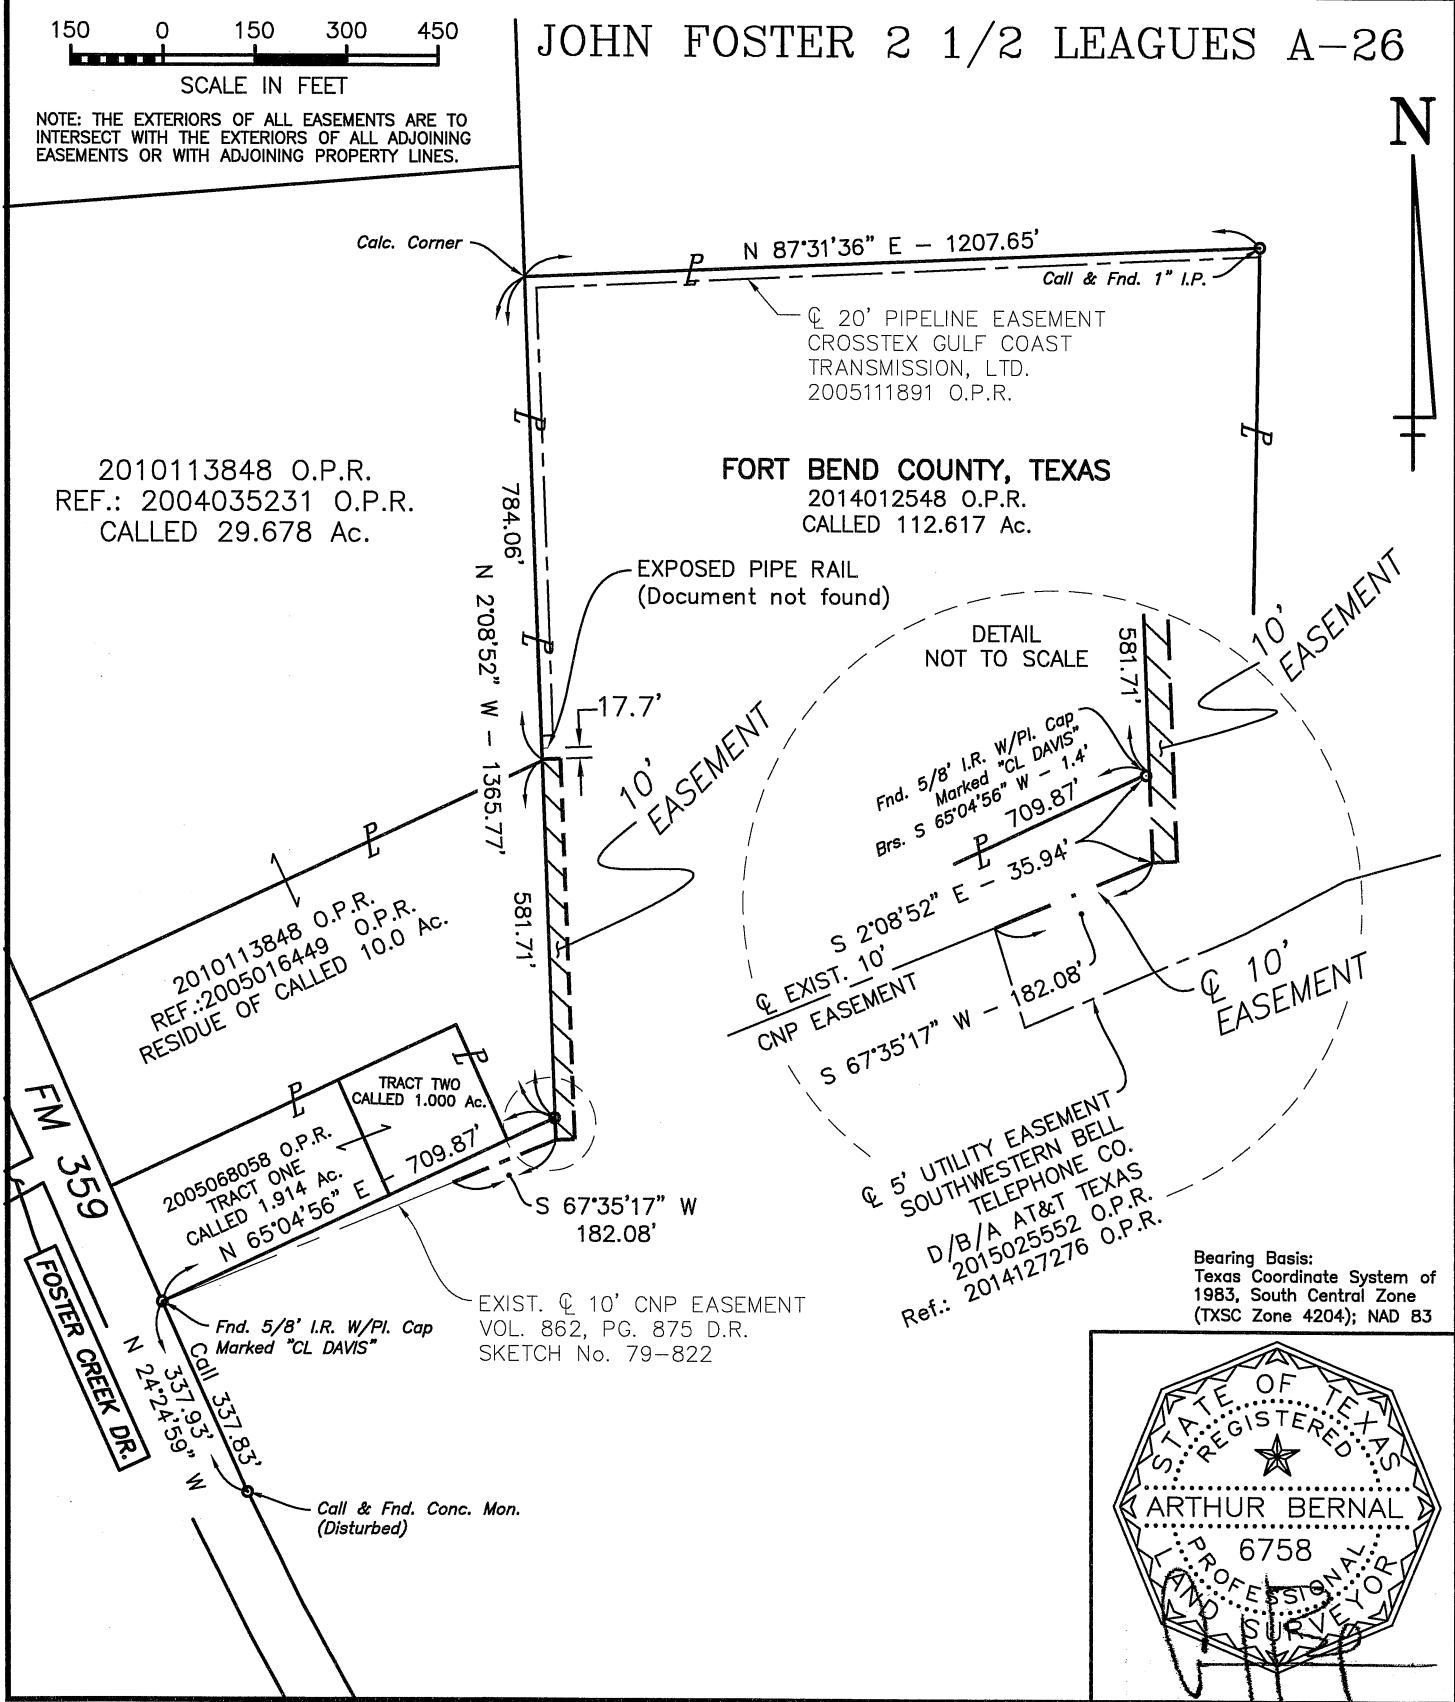 150 0 150 300 450
SCALE IN FEET
NOTE: THE EXTERIORS OF ALL EASEMENTS ARE TO
INTERSECT WITH THE EXTERIORS OF ALL ADJOINING
EASEMENTS OR WITH ADJOINING PROPERTY LINES.
JOHN FOSTER 2 1/2 LEAGUES A-26
N
Calc. Corner
N 87°31'36" E - 1207.65'
Call & Fnd. 1" I.P.
℄ 20' PIPELINE EASEMENT
CROSSTEX GULF COAST
TRANSMISSION, LTD.
2005111891 O.P.R.
2010113848 O.P.R.
REF.: 2004035231 O.P.R.
CALLED 29.678 Ac.
FORT BEND COUNTY, TEXAS
2014012548 O.P.R.
CALLED 112.617 Ac.
784.06'
N 2°08'52" W - 1365.77'
EXPOSED PIPE RAIL
(Document not found)
17.7'
10'
EASEMENT
581.71'
DETAIL
NOT TO SCALE
581.71'
10'
EASEMENT
Fnd. 5/8' I.R. W/Pl. Cap
Marked "CL DAVIS"
Brs. S 65°04'56" W - 1.4'
709.87'
S 2°08'52" E - 35.94'
℄ EXIST. 10'
CNP EASEMENT
S 67°35'17" W - 182.08'
℄ 10'
EASEMENT
℄ 5' UTILITY EASEMENT
SOUTHWESTERN BELL
TELEPHONE CO.
D/B/A AT&T TEXAS
2015025552 O.P.R.
Ref.: 2014127276 O.P.R.
2010113848 O.P.R.
REF.:2005016449 O.P.R.
RESIDUE OF CALLED 10.0 Ac.
TRACT TWO
CALLED 1.000 Ac.
2005068058 O.P.R.
TRACT ONE
CALLED 1.914 Ac.
N 65°04'56" E - 709.87'
S 67°35'17" W
182.08'
EXIST. ℄ 10' CNP EASEMENT
VOL. 862, PG. 875 D.R.
SKETCH No. 79-822
FM 359
FOSTER CREEK DR.
Fnd. 5/8' I.R. W/Pl. Cap
Marked "CL DAVIS"
Call 337.83'
337.93'
N 24°24'59" W
Call & Fnd. Conc. Mon.
(Disturbed)
Bearing Basis:
Texas Coordinate System of
1983, South Central Zone
(TXSC Zone 4204); NAD 83
STATE OF TEXAS
REGISTERED
ARTHUR BERNAL
6758
PROFESSIONAL
LAND SURVEYOR